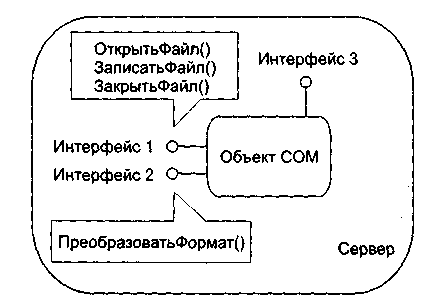 ОткрытьФайл()
ЗаписатьФайл()
ЗакрытьФайл()
Интерфейс 3
Интерфейс 1
Объект COM
Интерфейс 2
ПреобразоватьФормат()
Сервер